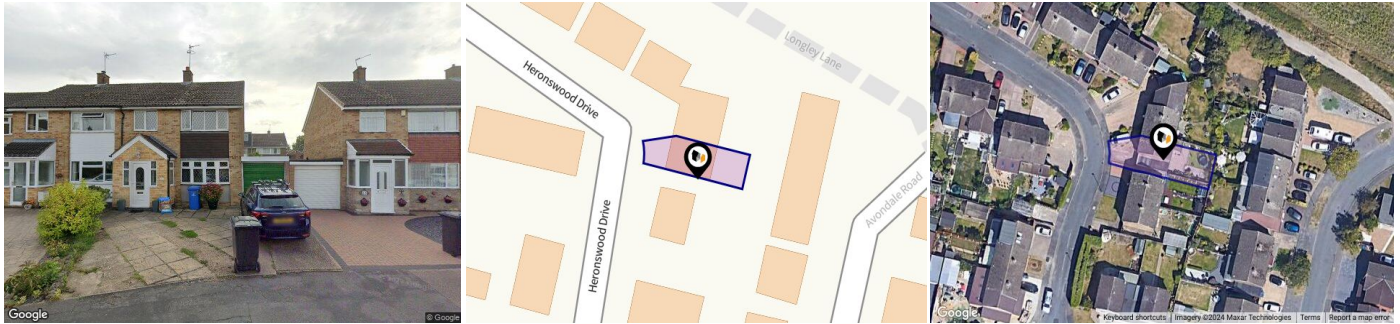 Google
© Google
Longley Lane
Heronswood Drive
Heronswood Drive
Avondale Road
Google
Keyboard shortcuts
Imagery ©2024 Maxar Technologies
Terms
Report a map error